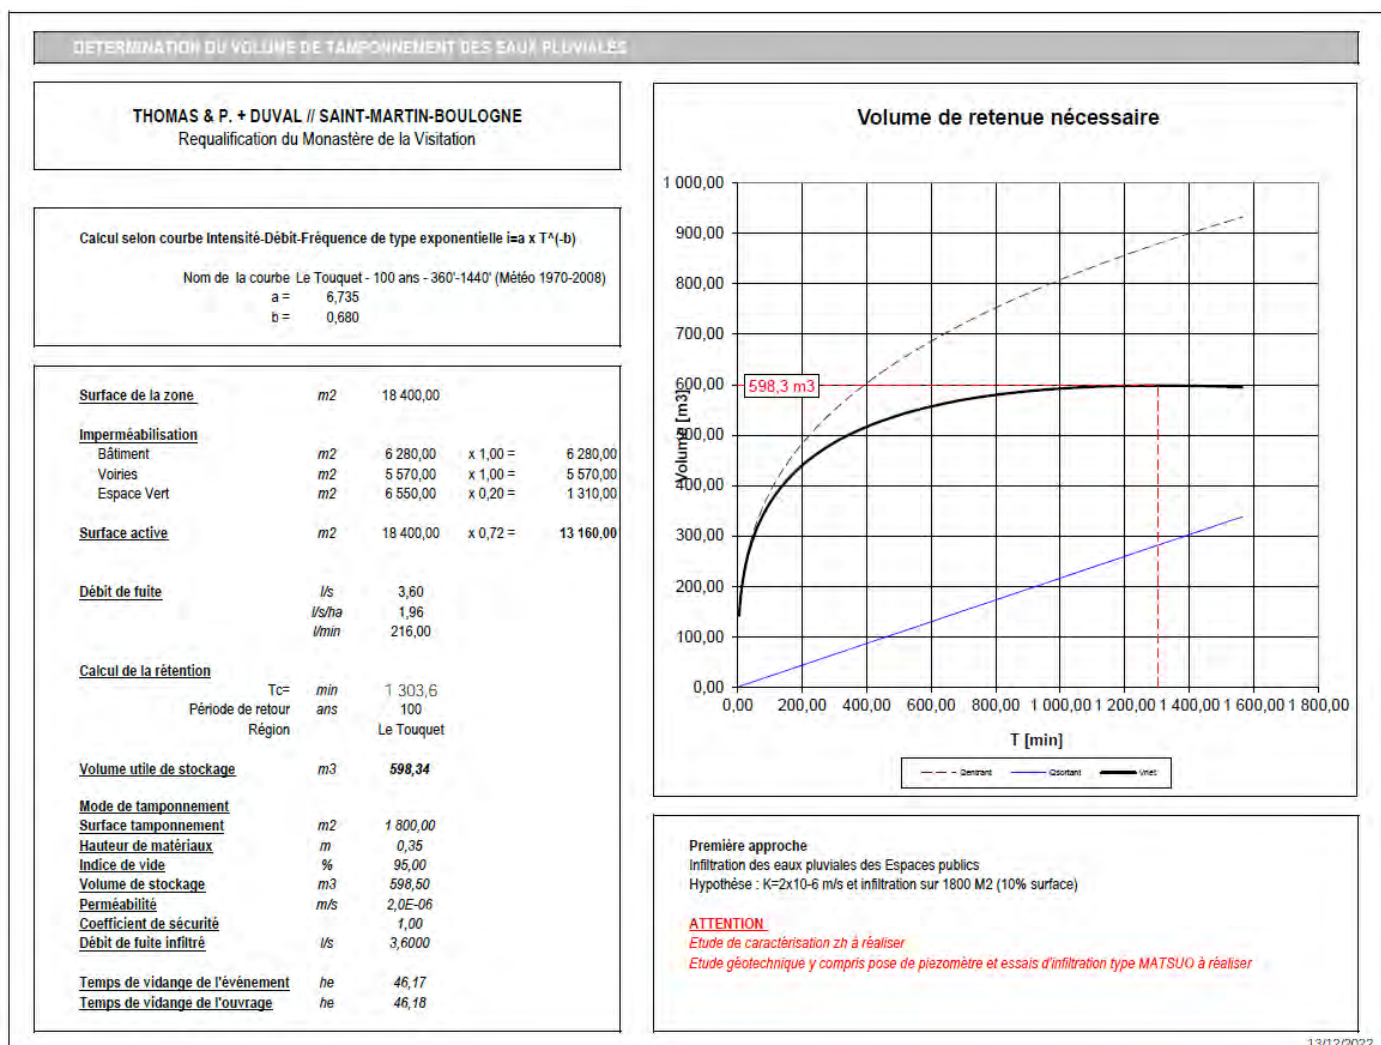 DETERMINATION DU VOLUME DE TAMPONNEMENT DES EAUX PLUVIALES
THOMAS & P. + DUVAL // SAINT-MARTIN-BOULOGNE
Requalification du Monastère de la Visitation
Calcul selon courbe Intensité-Débit-Fréquence de type exponentielle i=a x T^(-b)
Nom de la courbe Le Touquet - 100 ans - 360'-1440' (Météo 1970-2008)
a = 6,735
b = 0,680
Surface de la zone m2 18 400,00
Imperméabilisation
Bâtiment m2 6 280,00 x 1,00 = 6 280,00
Voiries m2 5 570,00 x 1,00 = 5 570,00
Espace Vert m2 6 550,00 x 0,20 = 1 310,00
Surface active m2 18 400,00 x 0,72 = 13 160,00
Débit de fuite l/s 3,60
l/s/ha 1,96
l/min 216,00
Calcul de la rétention
Tc= min 1 303,6
Période de retour ans 100
Région Le Touquet
Volume utile de stockage m3 598,34
Mode de tamponnement
Surface tamponnement m2 1 800,00
Hauteur de matériaux m 0,35
Indice de vide % 95,00
Volume de stockage m3 598,50
Perméabilité m/s 2,0E-06
Coefficient de sécurité 1,00
Débit de fuite infiltré l/s 3,6000
Temps de vidange de l'événement he 46,17
Temps de vidange de l'ouvrage he 46,18
Volume de retenue nécessaire
1 000,00
900,00
800,00
700,00
600,00
500,00
400,00
300,00
200,00
100,00
0,00
Volume [m3]
598,3 m3
0,00 200,00 400,00 600,00 800,00 1 000,00 1 200,00 1 400,00 1 600,00 1 800,00
T [min]
Qentrant Qsortant Vnet
Première approche
Infiltration des eaux pluviales des Espaces publics
Hypothèse : K=2x10-6 m/s et infiltration sur 1800 M2 (10% surface)
ATTENTION
Etude de caractérisation zh à réaliser
Etude géotechnique y compris pose de piezomètre et essais d'infiltration type MATSUO à réaliser
13/12/2022